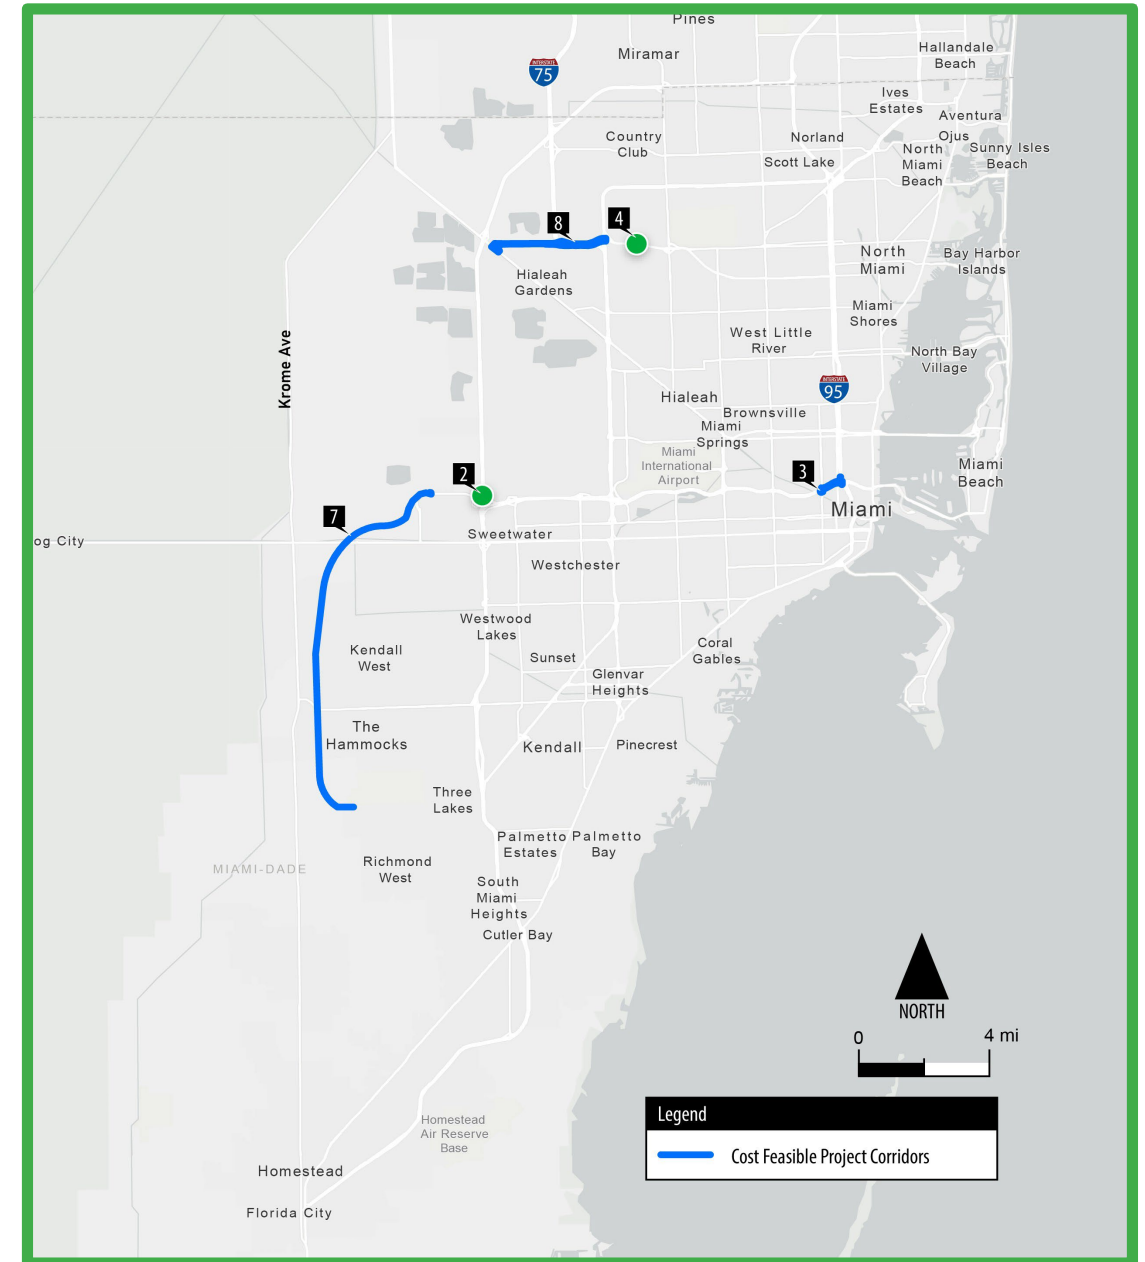 Pines
Miramar
Hallandale
Beach
INTERSTATE
75
Ives
Estates
Aventura
Country
Club
Norland
Ojus
Scott Lake
North
Miami
Beach
Sunny Isles
Beach
8
4
North
Miami
Bay Harbor
Islands
Hialeah
Gardens
Miami
Shores
Krome Ave
West Little
River
North Bay
Village
INTERSTATE
95
Hialeah
Brownsville
Miami
Springs
Miami
International
Airport
2
3
Miami
Beach
Miami
7
og City
Sweetwater
Westchester
Westwood
Lakes
Kendall
West
Sunset
Coral
Gables
Glenvar
Heights
The
Hammocks
Kendall
Pinecrest
Three
Lakes
Palmetto
Estates
Palmetto
Bay
MIAMI-DADE
Richmond
West
South
Miami
Heights
Cutler Bay
NORTH
0 4 mi
Homestead
Air Reserve
Base
Legend
Cost Feasible Project Corridors
Homestead
Florida City